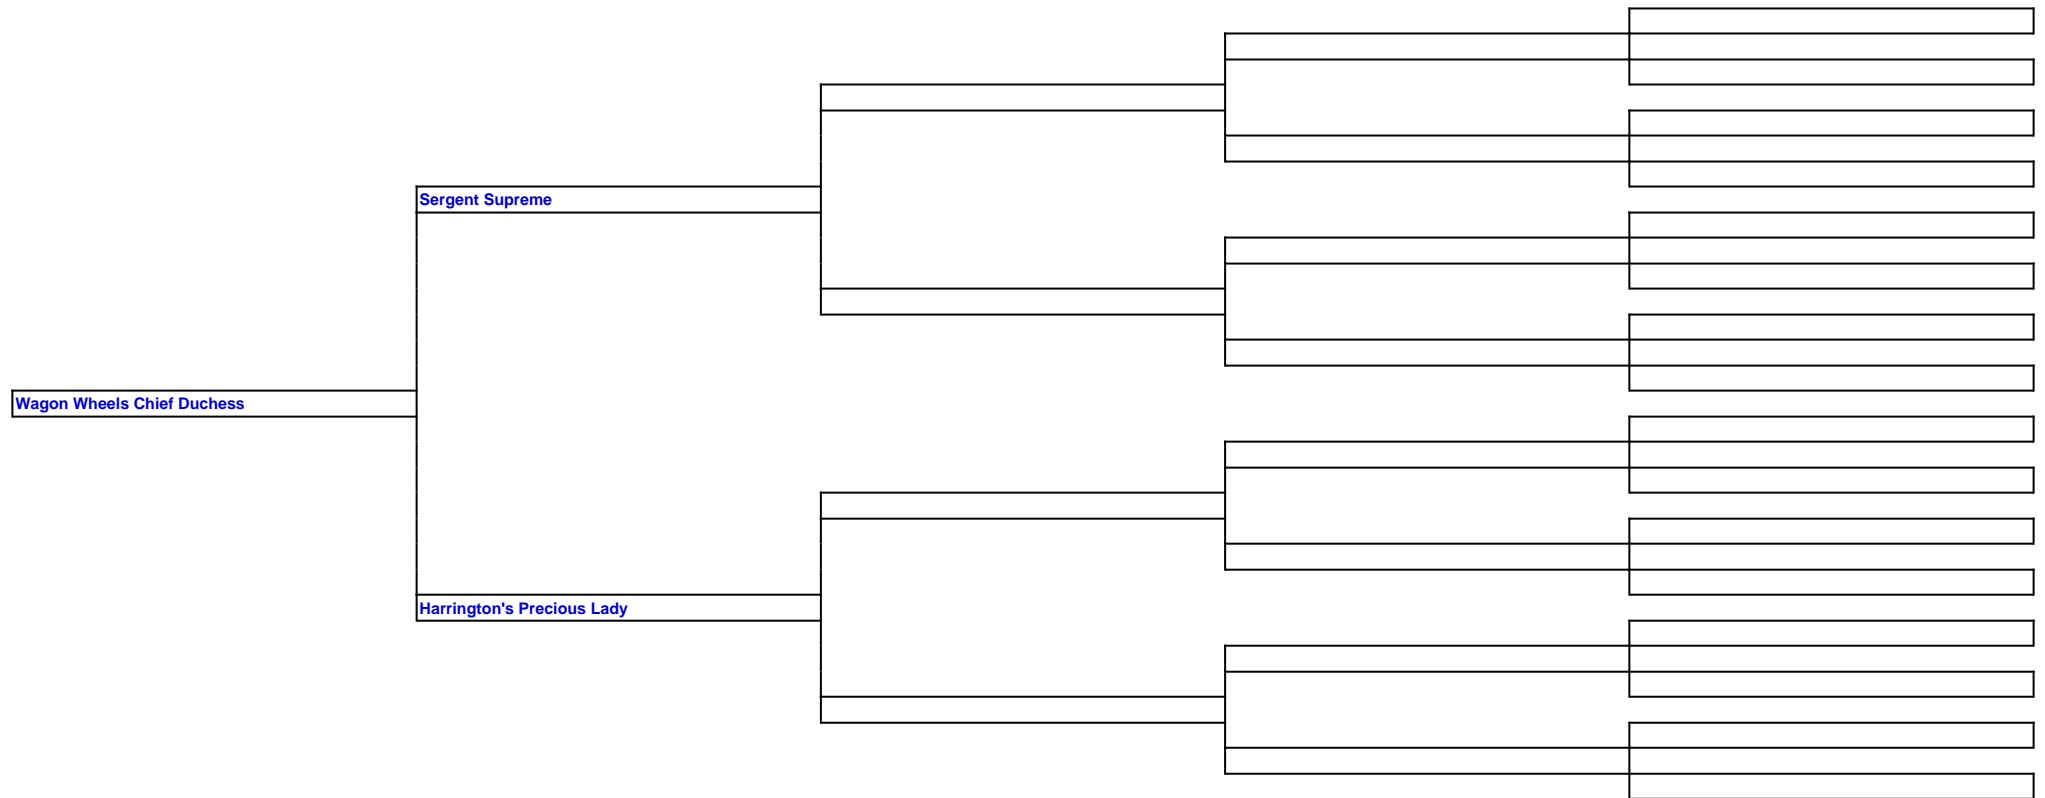 Sergent Supreme
Wagon Wheels Chief Duchess
Harrington's Precious Lady